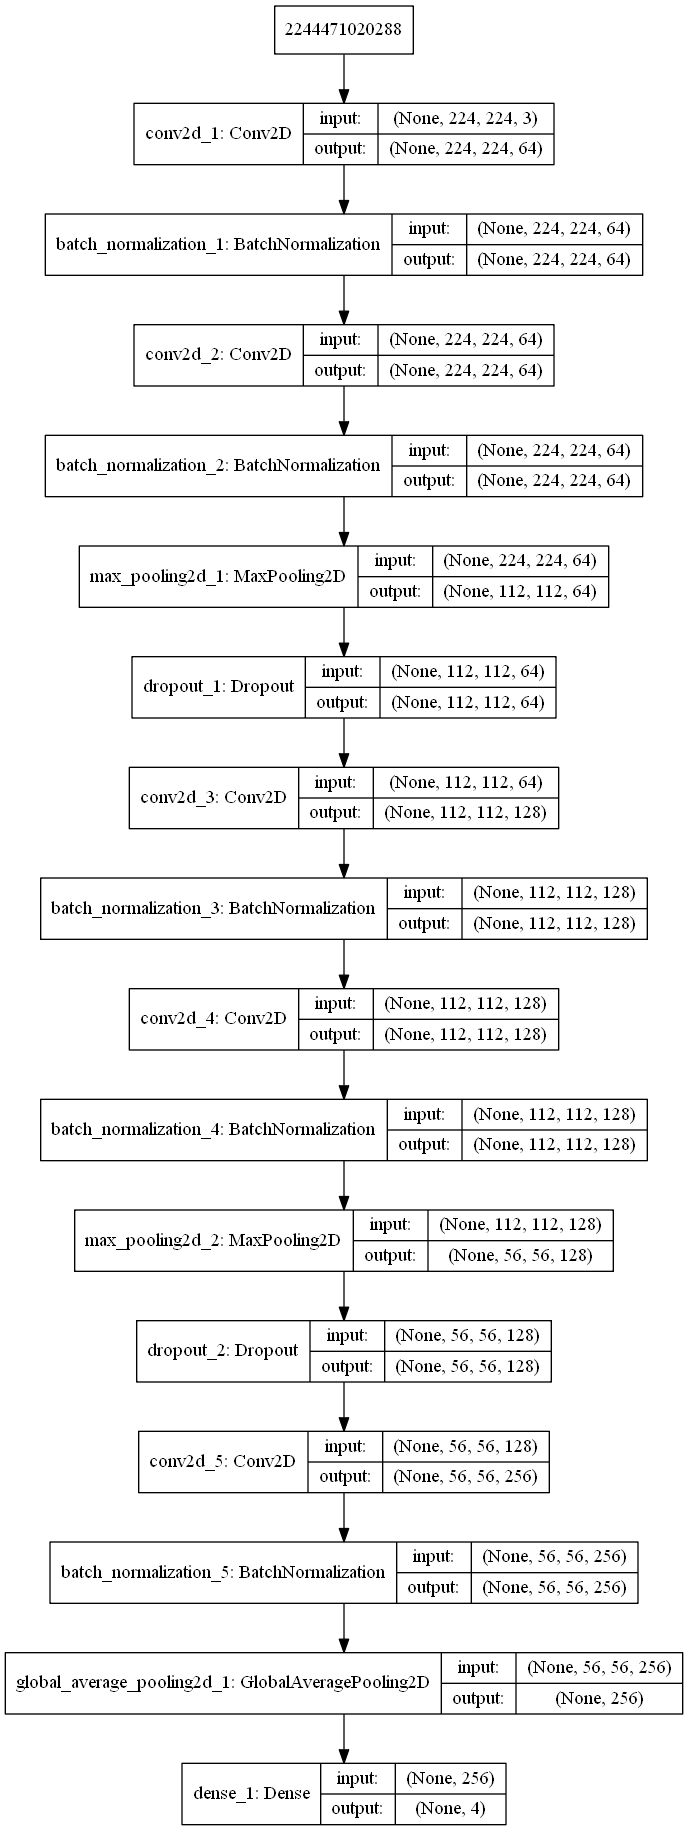 2244471020288
conv2d_1: Conv2D
input: (None, 224, 224, 3)
output: (None, 224, 224, 64)
batch_normalization_1: BatchNormalization
input: (None, 224, 224, 64)
output: (None, 224, 224, 64)
conv2d_2: Conv2D
input: (None, 224, 224, 64)
output: (None, 224, 224, 64)
batch_normalization_2: BatchNormalization
input: (None, 224, 224, 64)
output: (None, 224, 224, 64)
max_pooling2d_1: MaxPooling2D
input: (None, 224, 224, 64)
output: (None, 112, 112, 64)
dropout_1: Dropout
input: (None, 112, 112, 64)
output: (None, 112, 112, 64)
conv2d_3: Conv2D
input: (None, 112, 112, 64)
output: (None, 112, 112, 128)
batch_normalization_3: BatchNormalization
input: (None, 112, 112, 128)
output: (None, 112, 112, 128)
conv2d_4: Conv2D
input: (None, 112, 112, 128)
output: (None, 112, 112, 128)
batch_normalization_4: BatchNormalization
input: (None, 112, 112, 128)
output: (None, 112, 112, 128)
max_pooling2d_2: MaxPooling2D
input: (None, 112, 112, 128)
output: (None, 56, 56, 128)
dropout_2: Dropout
input: (None, 56, 56, 128)
output: (None, 56, 56, 128)
conv2d_5: Conv2D
input: (None, 56, 56, 128)
output: (None, 56, 56, 256)
batch_normalization_5: BatchNormalization
input: (None, 56, 56, 256)
output: (None, 56, 56, 256)
global_average_pooling2d_1: GlobalAveragePooling2D
input: (None, 56, 56, 256)
output: (None, 256)
dense_1: Dense
input: (None, 256)
output: (None, 4)